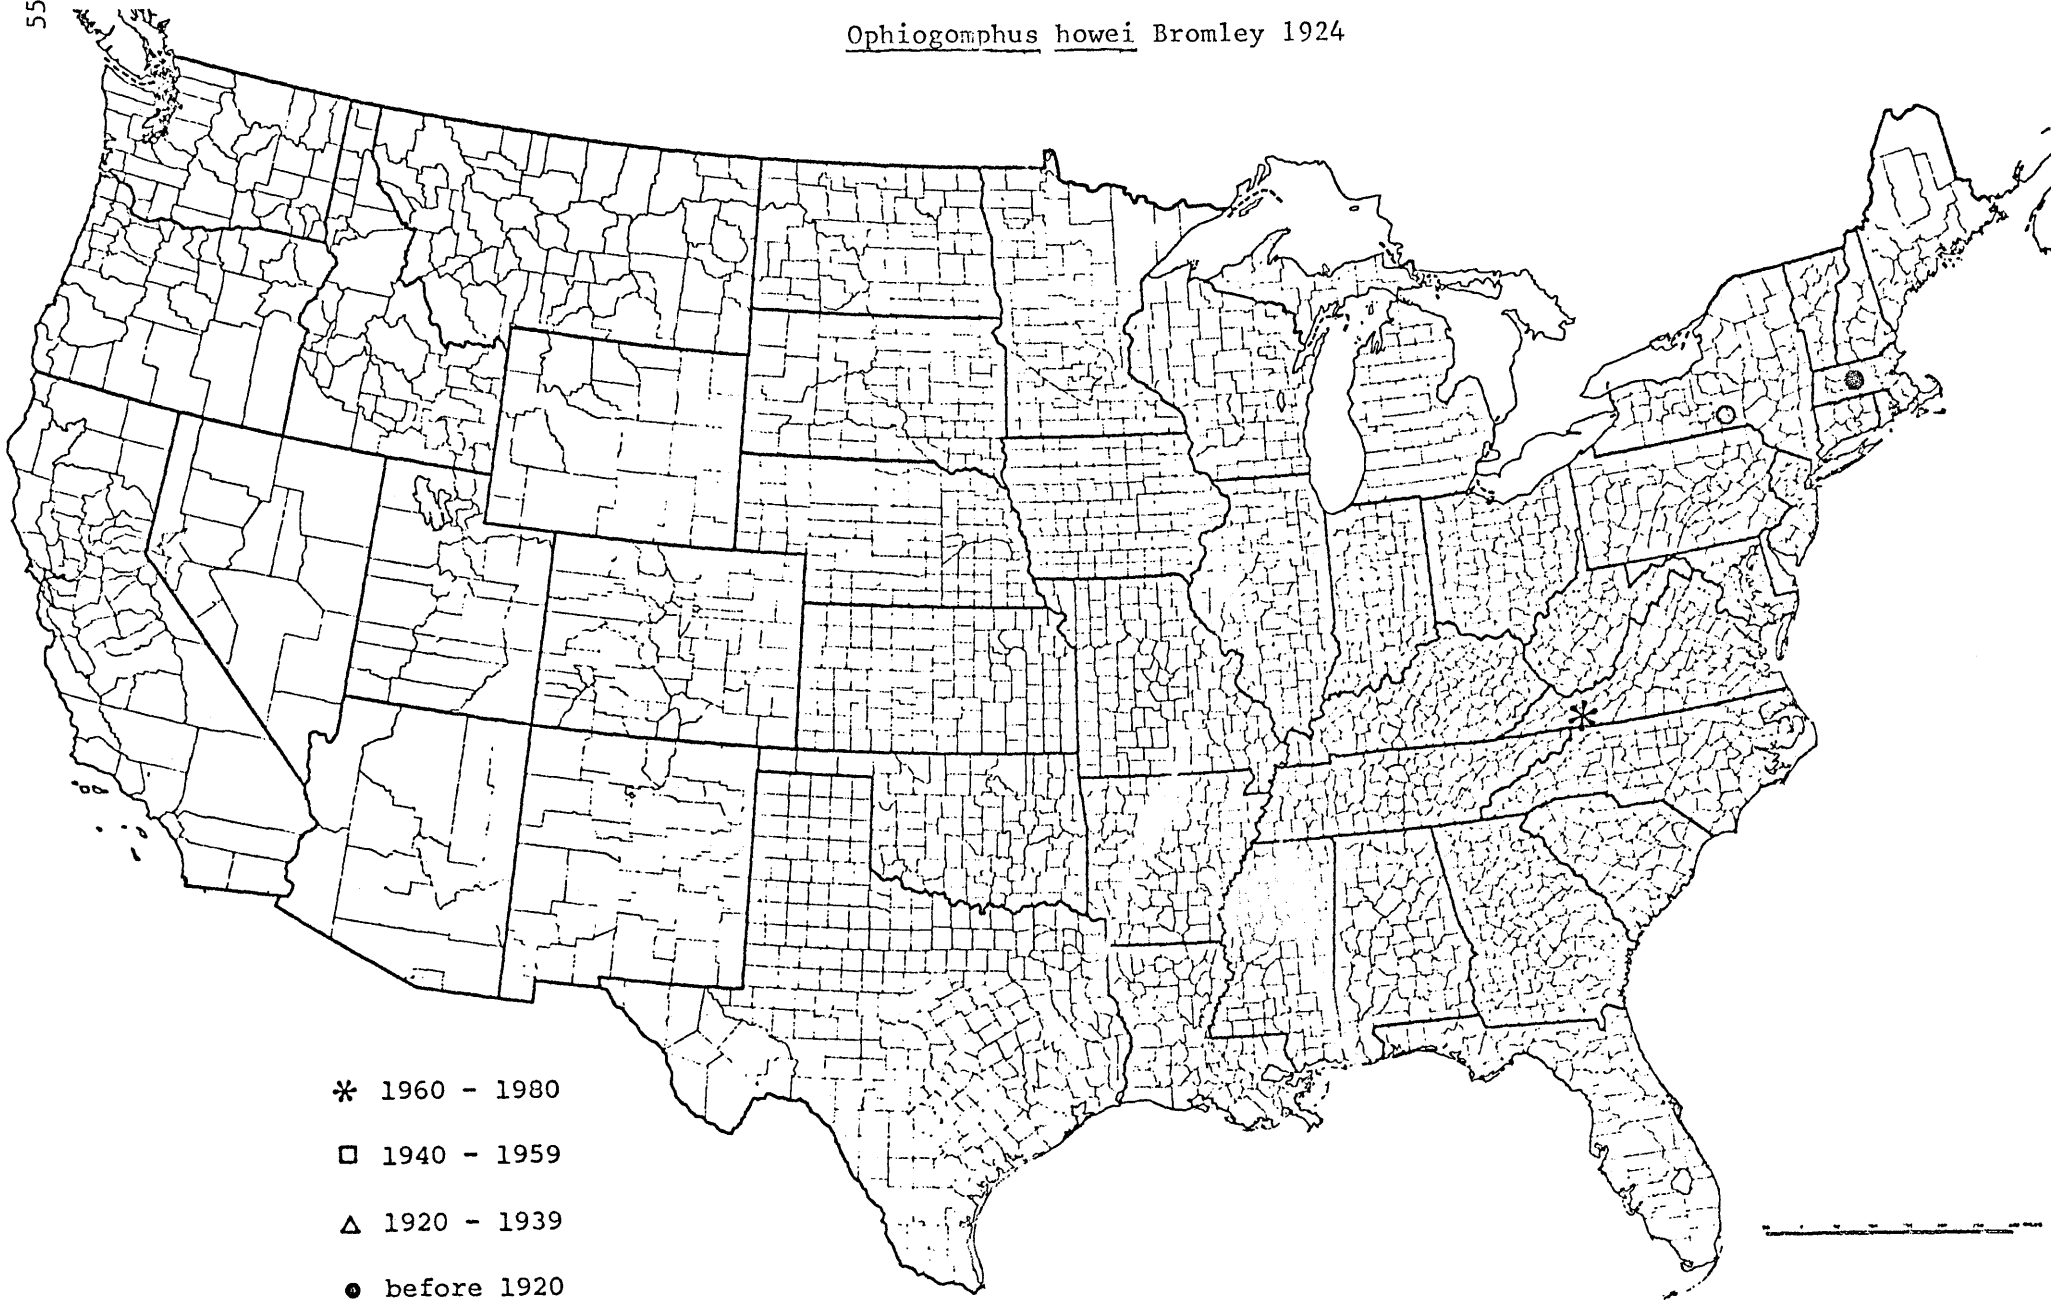 55
Ophiogomphus howei Bromley 1924
* 1960 - 1980
□ 1940 - 1959
△ 1920 - 1939
● before 1920